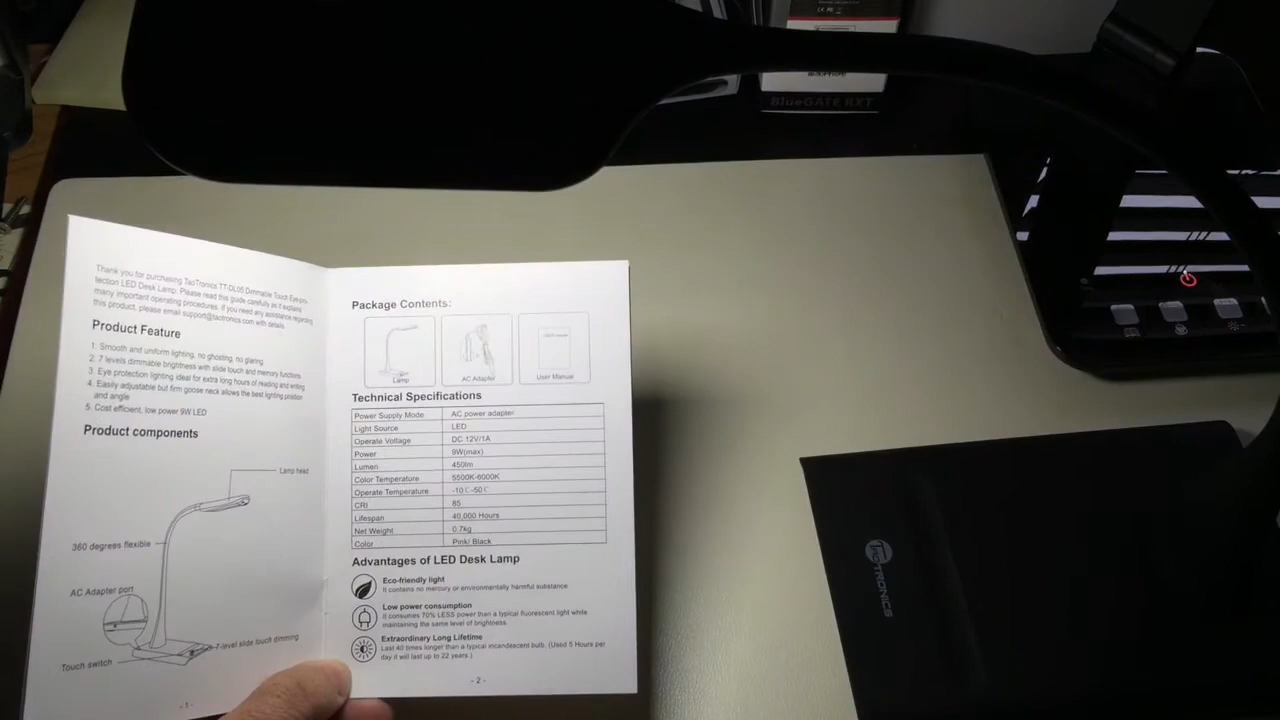 BlueGATE RXT
Thank you for purchasing TaoTronics TT-DL05 Dimmable Touch Eye-pro-
tection LED Desk Lamp. Please read this guide carefully as it explains
many important operating procedures. If you need any assistance regarding
this product, please email support@taotronics.com with details.
Product Feature
1. Smooth and uniform lighting, no ghosting, no glaring
2. 7 levels dimmable brightness with slide touch and memory functions
3. Eye protection lighting ideal for extra long hours of reading and writing
4. Easily adjustable but firm goose neck allows the best lighting position
and angle
5. Cost efficient, low power 9W LED
Product components
Lamp head
360 degrees flexible
AC Adapter port
7-level slide touch dimming
Touch switch
- 1 -
Package Contents:
Lamp
AC Adapter
User Manual
Technical Specifications
Power Supply Mode AC power adapter
Light Source LED
Operate Voltage DC 12V/1A
Power 9W(max)
Lumen 450lm
Color Temperature 5500K-6000K
Operate Temperature -10℃-50℃
CRI 85
Lifespan 40,000 Hours
Net Weight 0.7kg
Color Pink/ Black
Advantages of LED Desk Lamp
Eco-friendly light
It contains no mercury or environmentally harmful substance
Low power consumption
It consumes 70% LESS power than a typical fluorescent light while
maintaining the same level of brightness.
Extraordinary Long Lifetime
Last 40 times longer than a typical incandescent bulb. (Used 5 Hours per
day it will last up to 22 years.)
- 2 -
TAOTRONICS